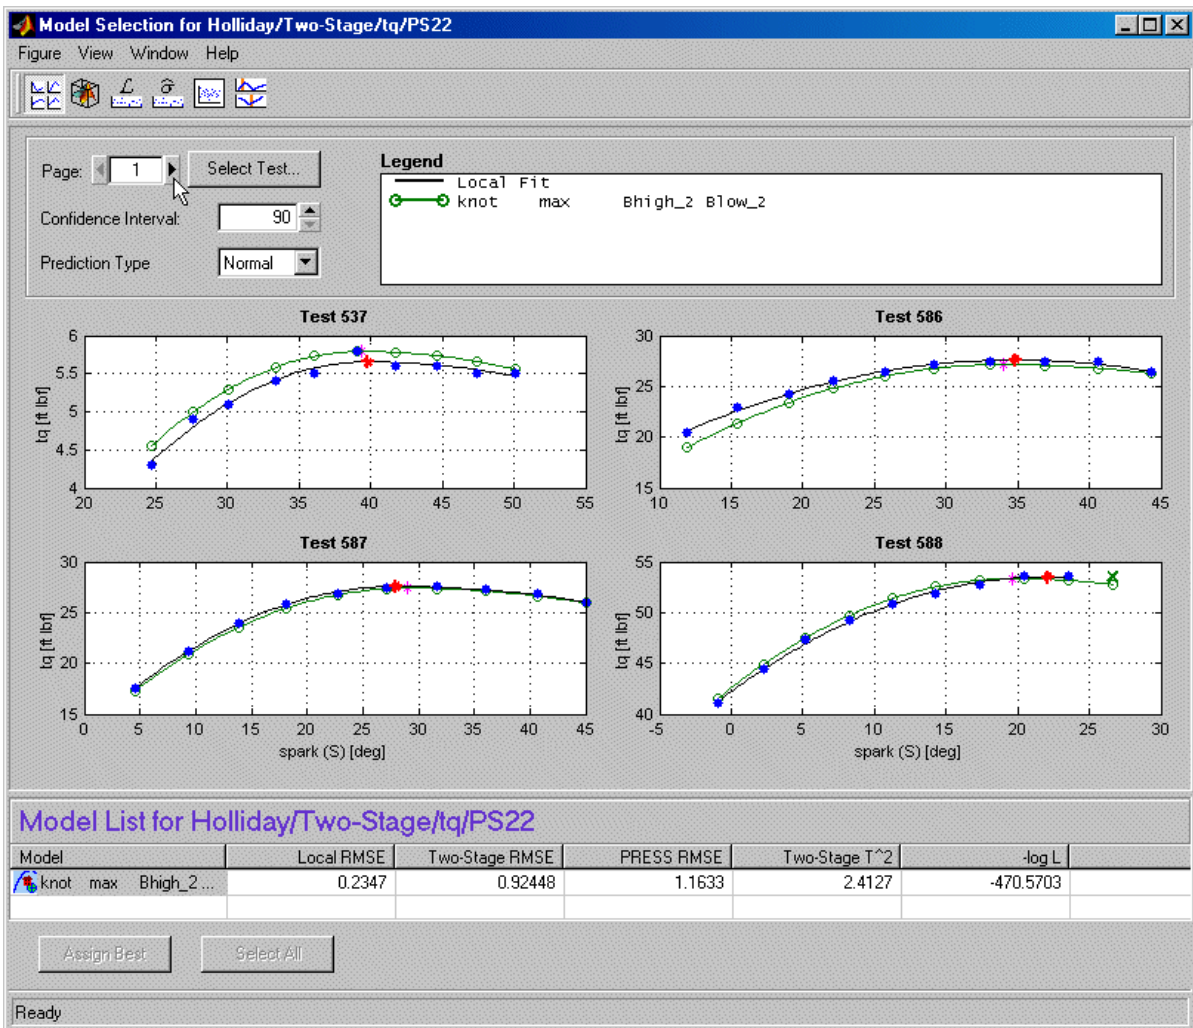 Model Selection for Holliday/Two-Stage/tq/PS22
Figure View Window Help
Page: 1 Select Test...
Confidence Interval: 90
Prediction Type Normal
Legend
Local Fit
knot max Bhigh_2 Blow_2
Test 537
6
5.5
5
4.5
4
tq [ft lbf]
20 25 30 35 40 45 50 55
Test 586
30
25
20
15
tq [ft lbf]
10 15 20 25 30 35 40 45
Test 587
30
25
20
15
tq [ft lbf]
0 5 10 15 20 25 30 35 40 45
spark (S) [deg]
Test 588
55
50
45
40
tq [ft lbf]
-5 0 5 10 15 20 25 30
spark (S) [deg]
Model List for Holliday/Two-Stage/tq/PS22
Model Local RMSE Two-Stage RMSE PRESS RMSE Two-Stage T^2 -log L
knot max Bhigh_2 ... 0.2347 0.92448 1.1633 2.4127 -470.5703
Assign Best Select All
Ready